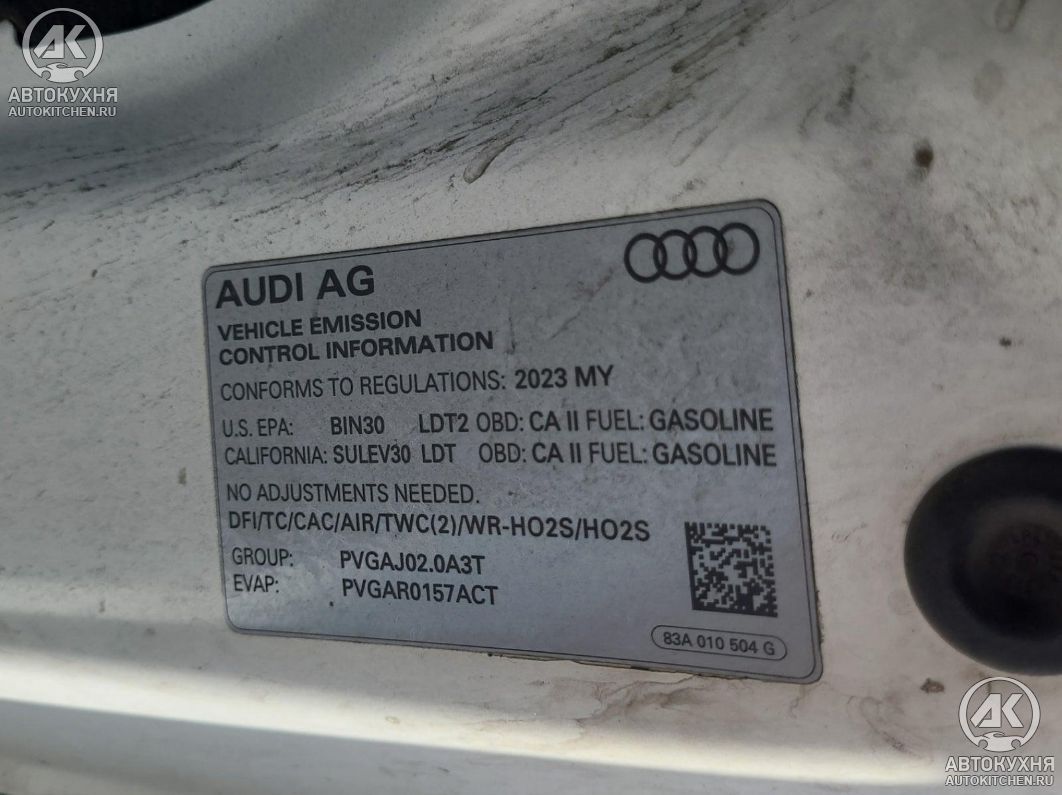 AK
АВТОКУХНЯ
AUTOKITCHEN.RU
AUDI AG
VEHICLE EMISSION
CONTROL INFORMATION
CONFORMS TO REGULATIONS: 2023 MY
U.S. EPA: BIN30 LDT2 OBD: CA II FUEL: GASOLINE
CALIFORNIA: SULEV30 LDT OBD: CA II FUEL: GASOLINE
NO ADJUSTMENTS NEEDED.
DFI/TC/CAC/AIR/TWC(2)/WR-HO2S/HO2S
GROUP: PVGAJ02.0A3T
EVAP: PVGAR0157ACT
83A 010 504 G
AK
АВТОКУХНЯ
AUTOKITCHEN.RU